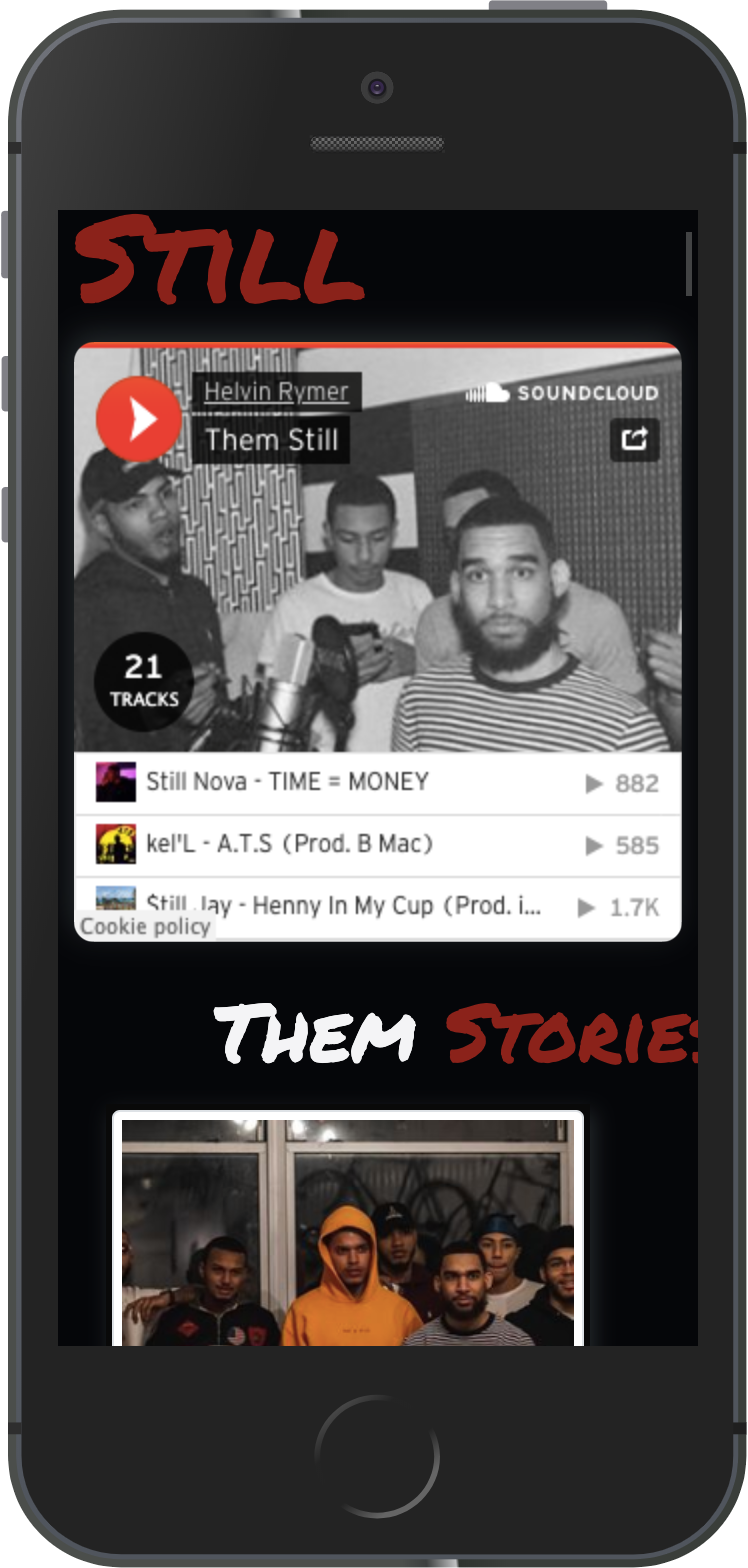 STILL
Helvin Rymer
SOUNDCLOUD
Them Still
21
TRACKS
Still Nova - TIME = MONEY 882
kel'L - A.T.S (Prod. B Mac) 585
$till Jay - Henny In My Cup (Prod. i... 1.7K
Cookie policy
THEM STORIES